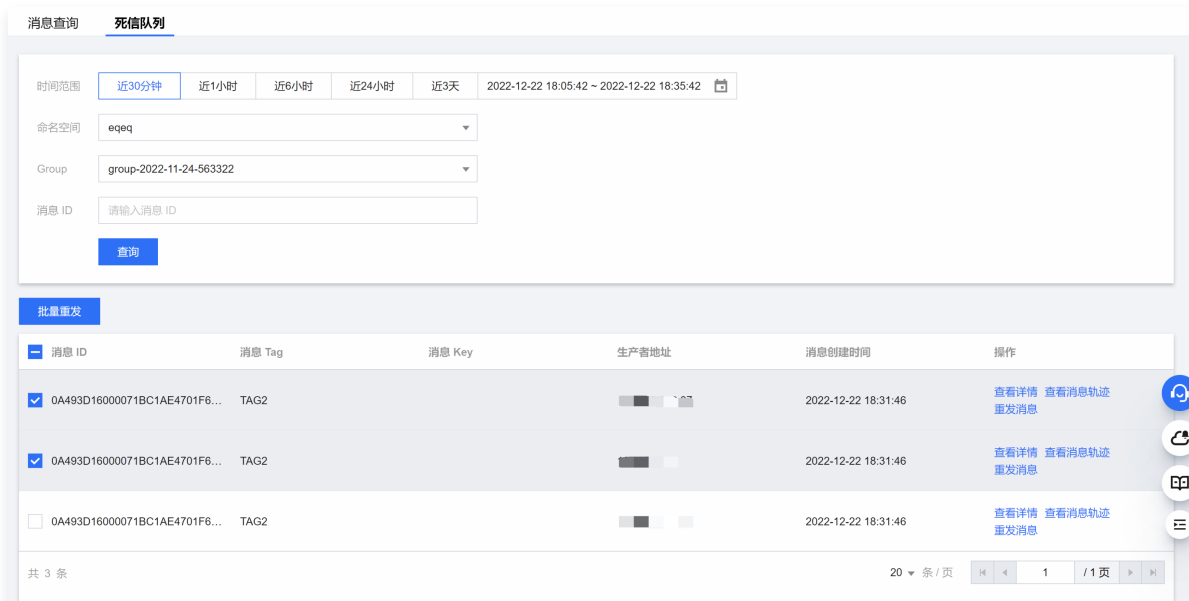 消息查询 死信队列
时间范围 近30分钟 近1小时 近6小时 近24小时 近3天 2022-12-22 18:05:42 ~ 2022-12-22 18:35:42
命名空间 eqeq
Group group-2022-11-24-563322
消息 ID 请输入消息 ID
查询
批量重发
消息 ID 消息 Tag 消息 Key 生产者地址 消息创建时间 操作
0A493D16000071BC1AE4701F6... TAG2 2022-12-22 18:31:46 查看详情 查看消息轨迹
重发消息
0A493D16000071BC1AE4701F6... TAG2 2022-12-22 18:31:46 查看详情 查看消息轨迹
重发消息
0A493D16000071BC1AE4701F6... TAG2 2022-12-22 18:31:46 查看详情 查看消息轨迹
重发消息
共 3 条 20 条 / 页 1 / 1 页